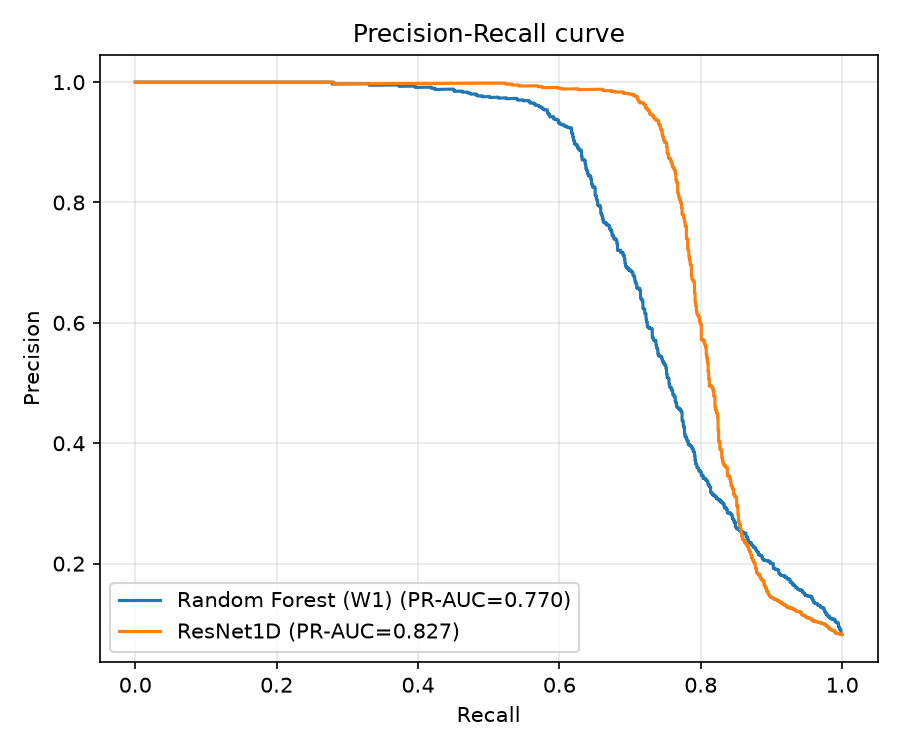 Precision-Recall curve
1.0
0.8
0.6
0.4
0.2
Precision
Random Forest (W1) (PR-AUC=0.770)
ResNet1D (PR-AUC=0.827)
0.0 0.2 0.4 0.6 0.8 1.0
Recall